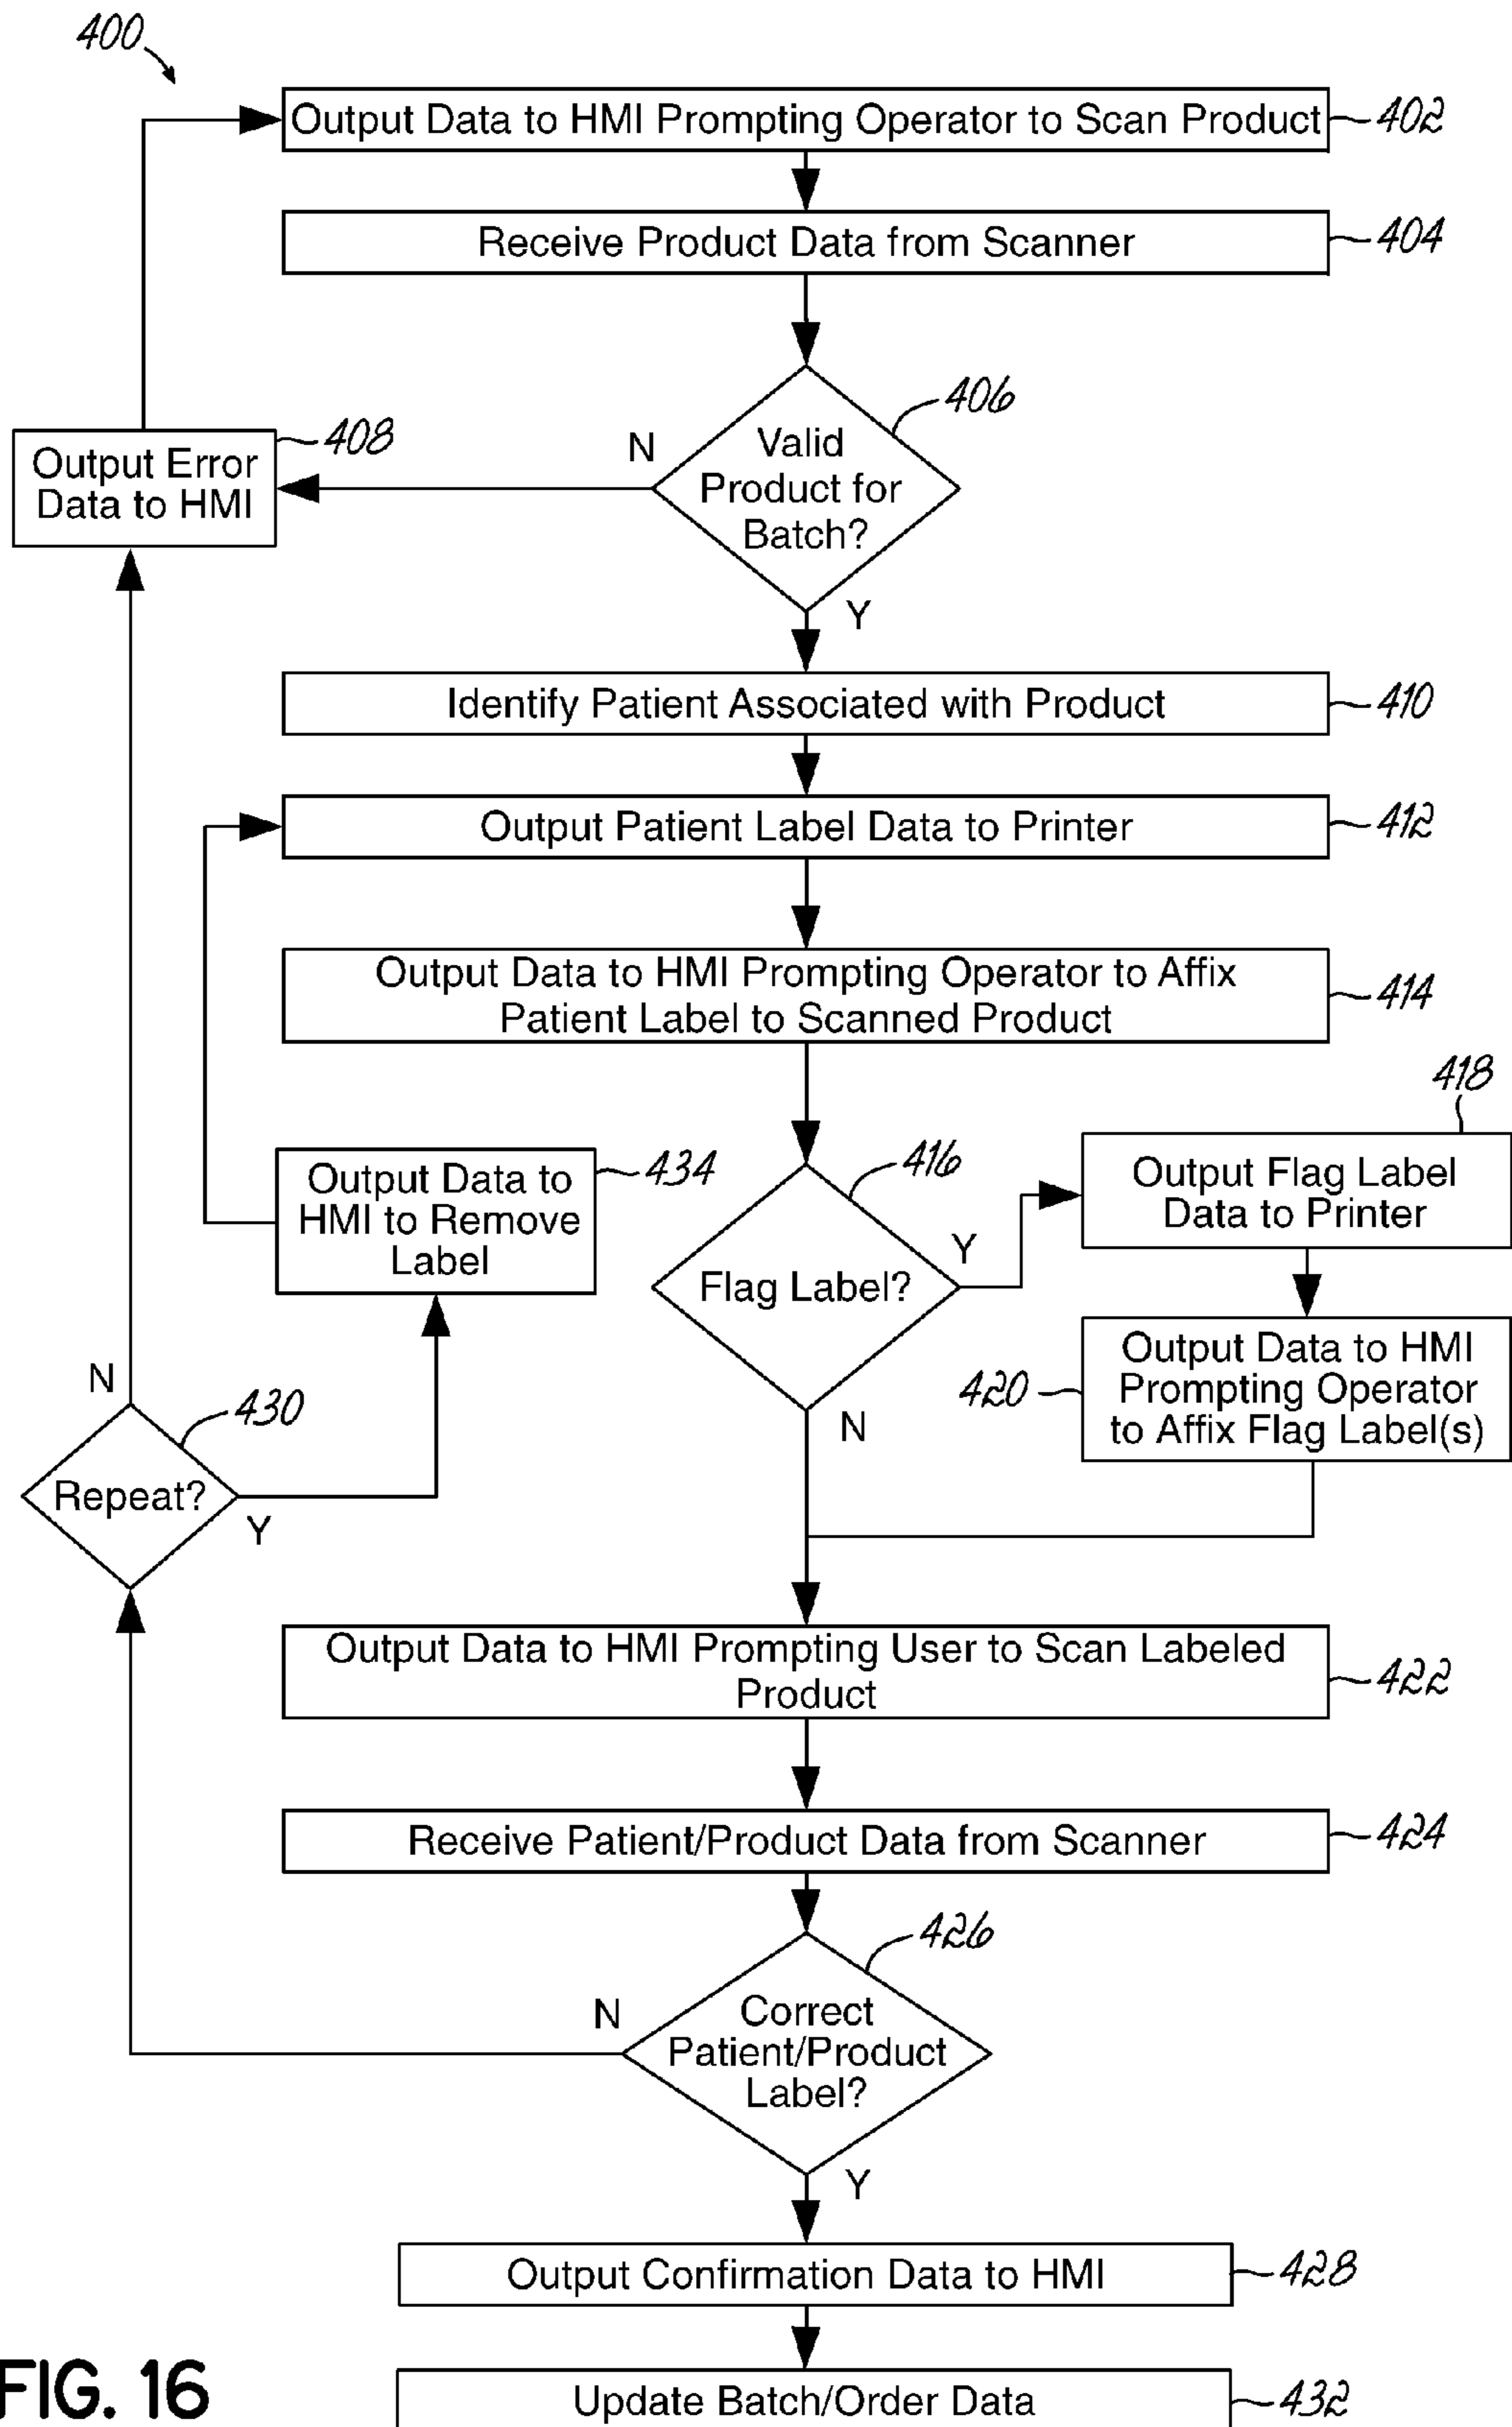 400
Output Data to HMI Prompting Operator to Scan Product
402
Receive Product Data from Scanner
404
406
Valid
Product for
Batch?
N
Y
408
Output Error
Data to HMI
Identify Patient Associated with Product
410
Output Patient Label Data to Printer
412
Output Data to HMI Prompting Operator to Affix
Patient Label to Scanned Product
414
416
Flag Label?
Y
N
418
Output Flag Label
Data to Printer
420
Output Data to HMI
Prompting Operator
to Affix Flag Label(s)
434
Output Data to
HMI to Remove
Label
N
430
Repeat?
Y
Output Data to HMI Prompting User to Scan Labeled
Product
422
Receive Patient/Product Data from Scanner
424
426
Correct
Patient/Product
Label?
N
Y
Output Confirmation Data to HMI
428
Update Batch/Order Data
432
FIG. 16